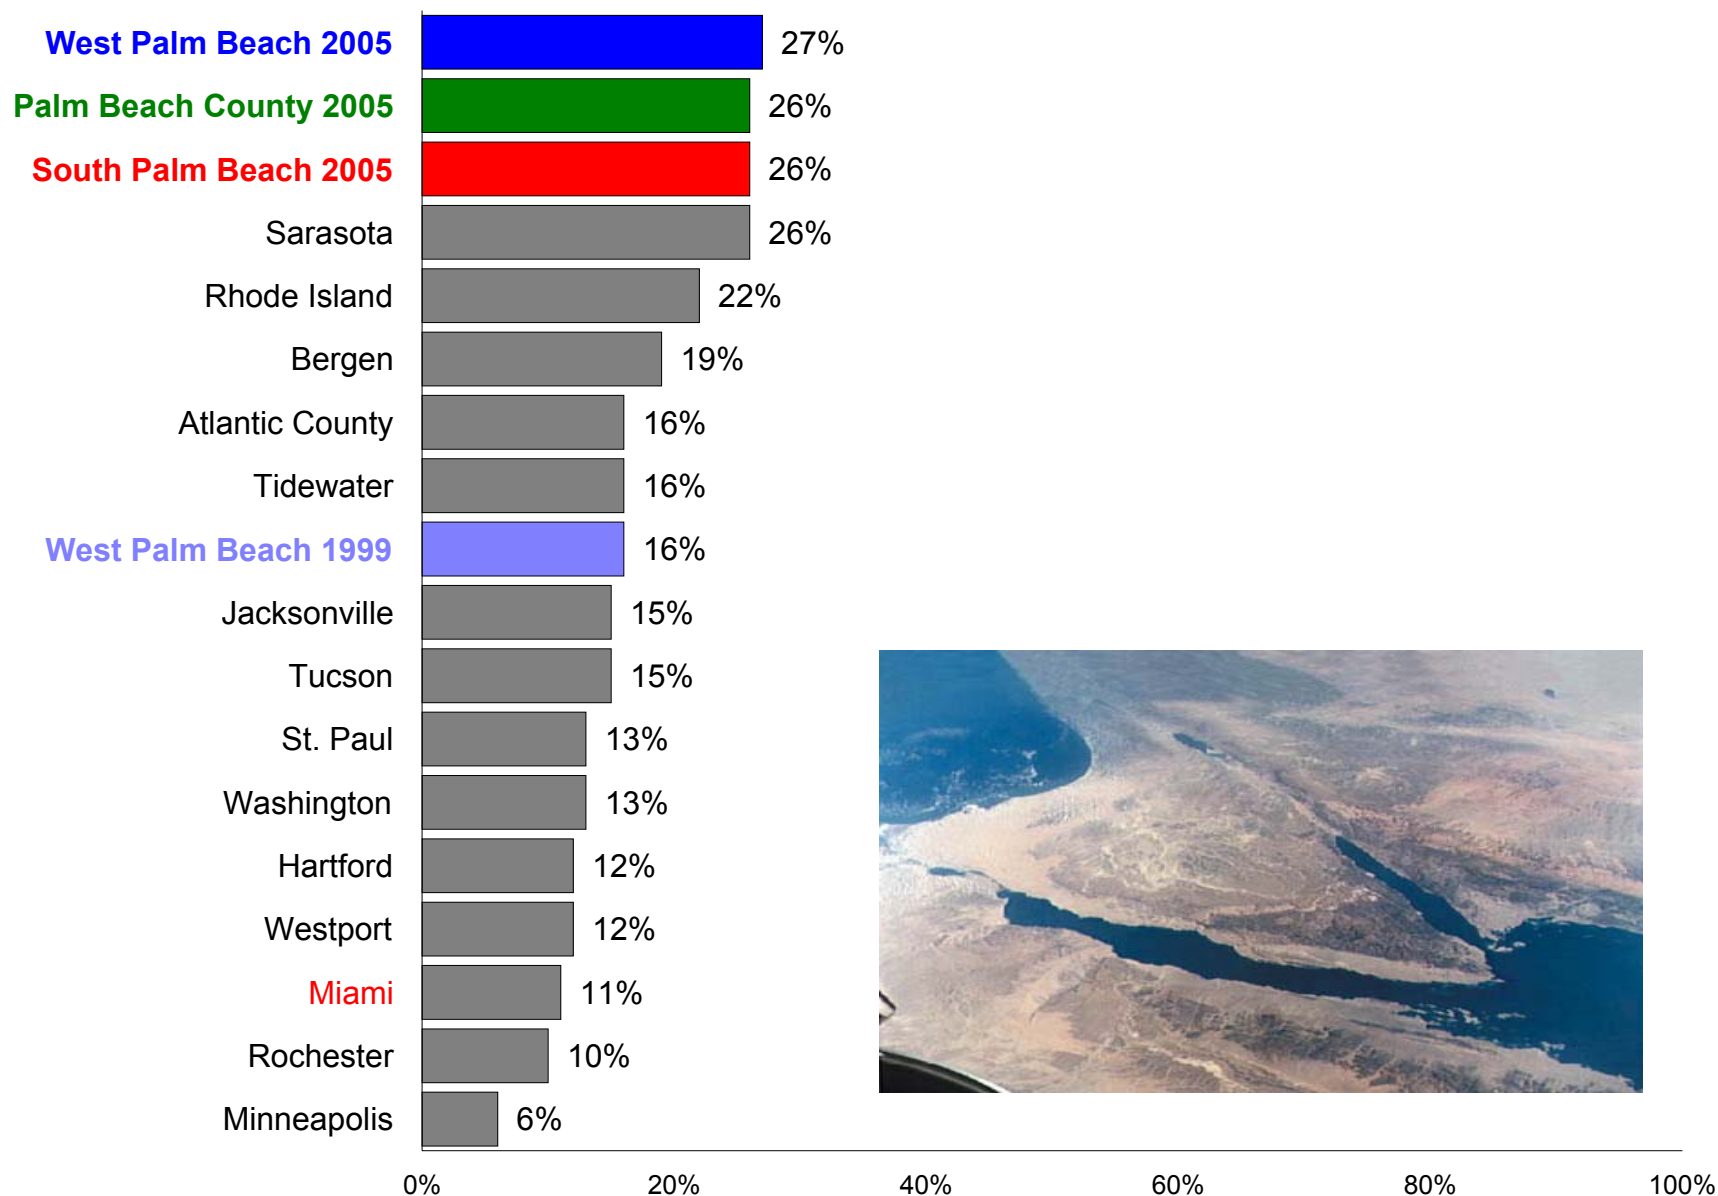 West Palm Beach 2005 27%
Palm Beach County 2005 26%
South Palm Beach 2005 26%
Sarasota 26%
Rhode Island 22%
Bergen 19%
Atlantic County 16%
Tidewater 16%
West Palm Beach 1999 16%
Jacksonville 15%
Tucson 15%
St. Paul 13%
Washington 13%
Hartford 12%
Westport 12%
Miami 11%
Rochester 10%
Minneapolis 6%
0% 20% 40% 60% 80% 100%